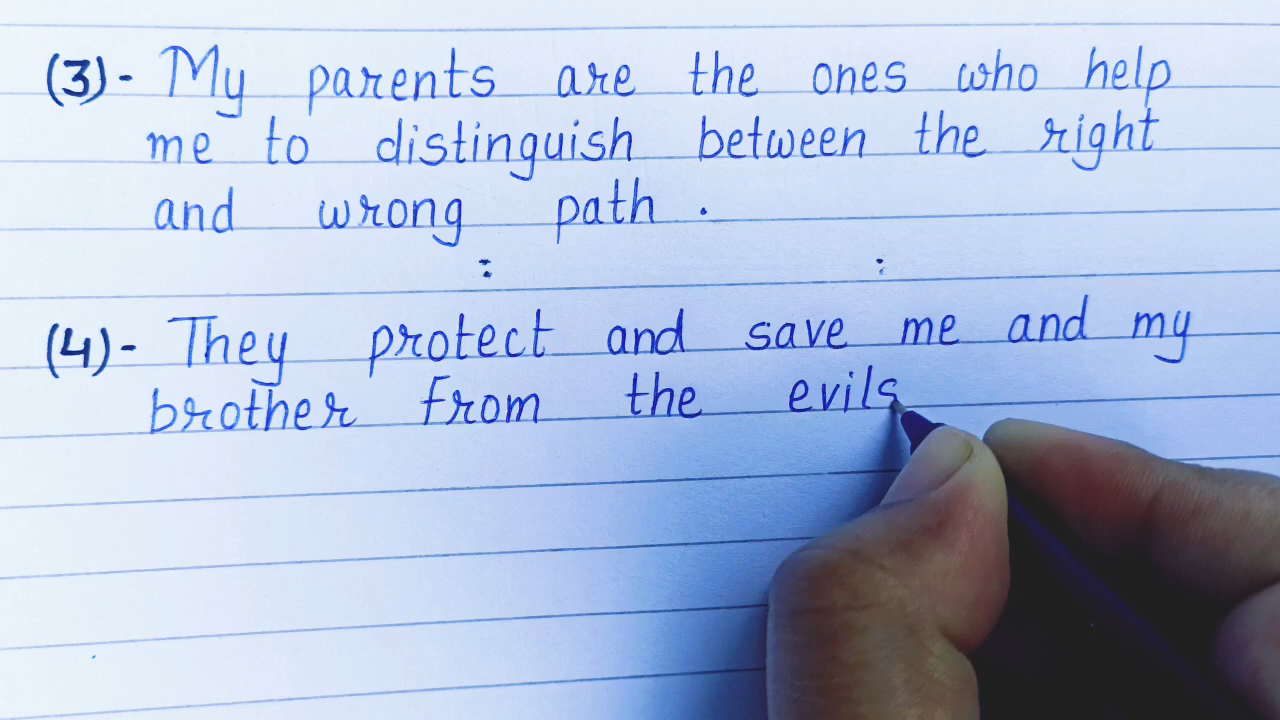 (3)- My parents are the ones who help
me to distinguish between the right
and wrong path .
:
:
(4)- They protect and save me and my
brother from the evils